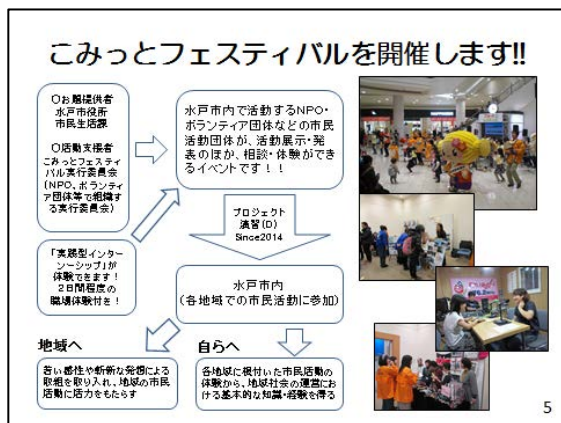 こみっとフェスティバルを開催します!!
〇お題提供者
水戸市役所
市民生活課
〇活動支援者
こみっとフェスティ
バル実行委員会
(NPO、ボランティ
ア団体等で組織す
る実行委員会)
水戸市内で活動するNPO・
ボランティア団体などの市民
活動団体が、活動展示・発
表のほか、相談・体験ができ
るイベントです!!
「実践型インター
ンシップ」が
体験できます!
2日間程度の
職場体験付き!
プロジェクト
演習(D)
Since2014
水戸市内
(各地域での市民活動に参加)
地域へ
自らへ
若い感性や斬新な発想による
取組を取り入れ、地域の市民
活動に活力をもたらす
各地域に根付いた市民活動の
体験から、地域社会の運営にお
ける基本的な知識・経験を得る
5